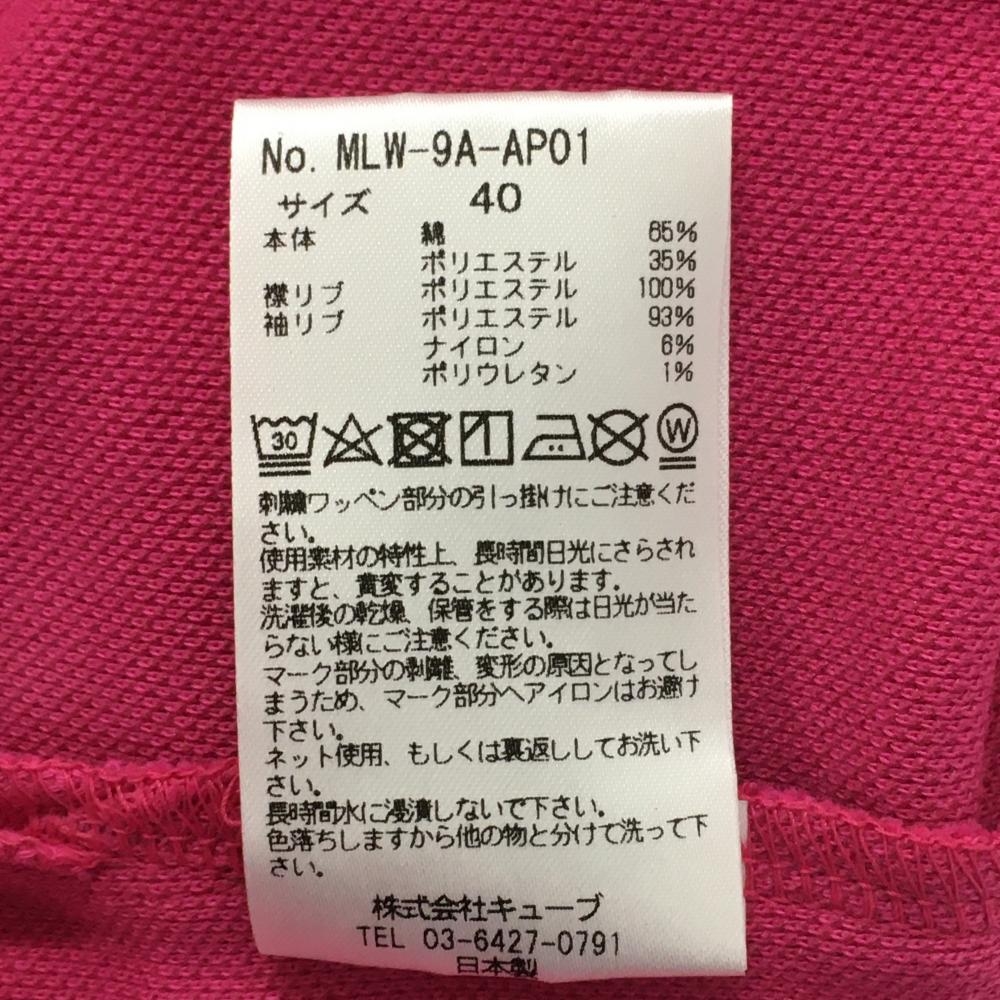 No. MLW-9A-AP01
サイズ 40
本体 綿 65%
ポリエステル 35%
襟リブ ポリエステル 100%
袖リブ ポリエステル 93%
ナイロン 6%
ポリウレタン 1%
30 W
刺繍ワッペン部分の引っ掛けにご注意くだ
さい。
使用素材の特性上、長時間日光にさらされ
ますと、黄変することがあります。
洗濯後の乾燥、保管をする際は日光が当た
らない様にご注意ください。
マーク部分の剥離、変形の原因となってし
まうため、マーク部分へアイロンはお避け
下さい。
ネット使用、もしくは裏返ししてお洗い下
さい。
長時間水に浸漬しないで下さい。
色落ちしますから他の物と分けて洗って下
さい。
株式会社キューブ
TEL 03-6427-0791
日本製